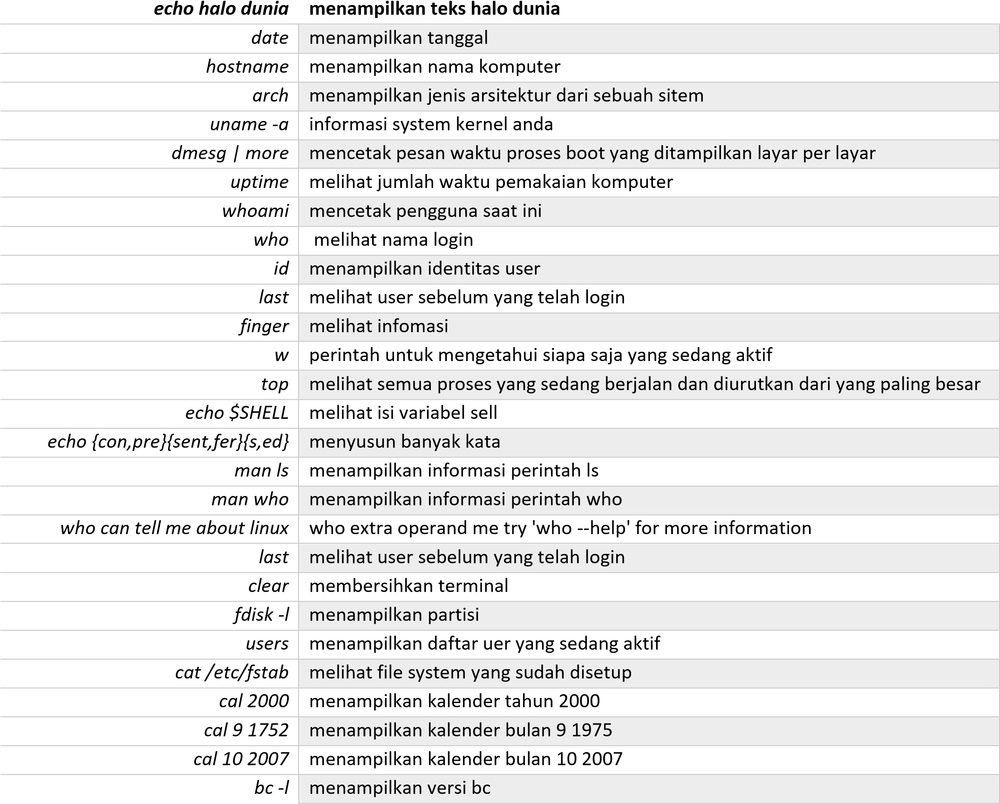 echo halo dunia menampilkan teks halo dunia
date menampilkan tanggal
hostname menampilkan nama komputer
arch menampilkan jenis arsitektur dari sebuah sitem
uname -a informasi system kernel anda
dmesg | more mencetak pesan waktu proses boot yang ditampilkan layar per layar
uptime melihat jumlah waktu pemakaian komputer
whoami mencetak pengguna saat ini
who melihat nama login
id menampilkan identitas user
last melihat user sebelum yang telah login
finger melihat infomasi
w perintah untuk mengetahui siapa saja yang sedang aktif
top melihat semua proses yang sedang berjalan dan diurutkan dari yang paling besar
echo $SHELL melihat isi variabel sell
echo {con,pre}{sent,fer}{s,ed} menyusun banyak kata
man ls menampilkan informasi perintah ls
man who menampilkan informasi perintah who
who can tell me about linux who extra operand me try 'who --help' for more information
last melihat user sebelum yang telah login
clear membersihkan terminal
fdisk -l menampilkan partisi
users menampilkan daftar uer yang sedang aktif
cat /etc/fstab melihat file system yang sudah disetup
cal 2000 menampilkan kalender tahun 2000
cal 9 1752 menampilkan kalender bulan 9 1975
cal 10 2007 menampilkan kalender bulan 10 2007
bc -l menampilkan versi bc